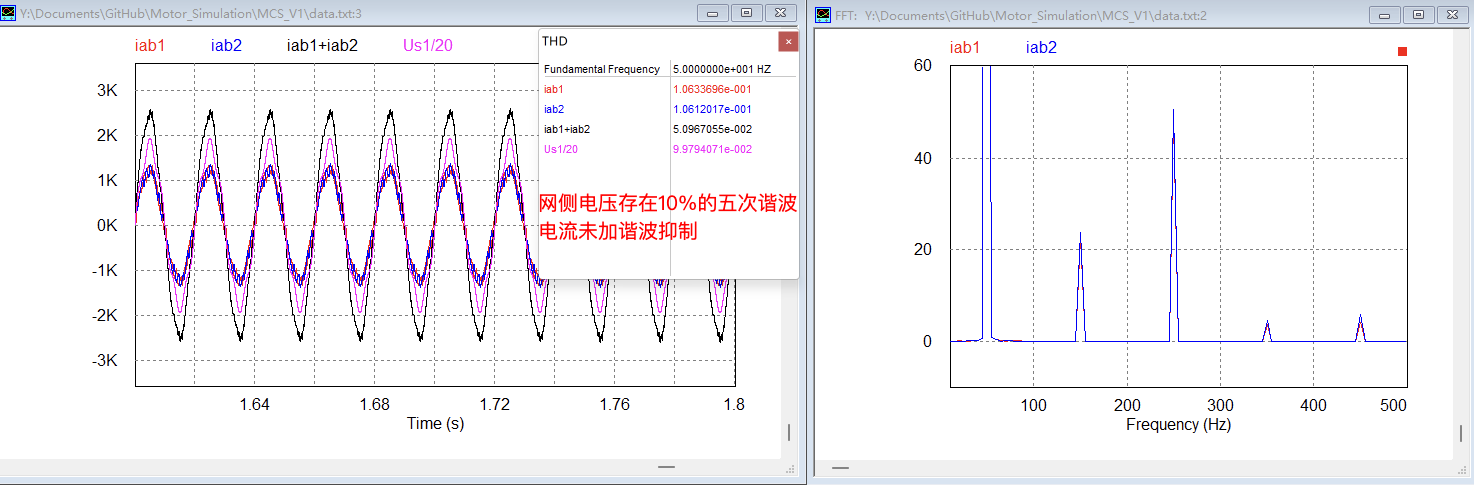 Y:\Documents\GitHub\Motor_Simulation\MCS_V1\data.txt:3
iab1 iab2 iab1+iab2 Us1/20
3K
2K
1K
0K
-1K
-2K
-3K
1.64 1.68 1.72 1.76 1.8
Time (s)
THD
Fundamental Frequency 5.0000000e+001 HZ
iab1 1.0633696e-001
iab2 1.0612017e-001
iab1+iab2 5.0967055e-002
Us1/20 9.9794071e-002
网侧电压存在10%的五次谐波
电流未加谐波抑制
FFT: Y:\Documents\GitHub\Motor_Simulation\MCS_V1\data.txt:2
iab1 iab2
60
40
20
0
100 200 300 400 500
Frequency (Hz)